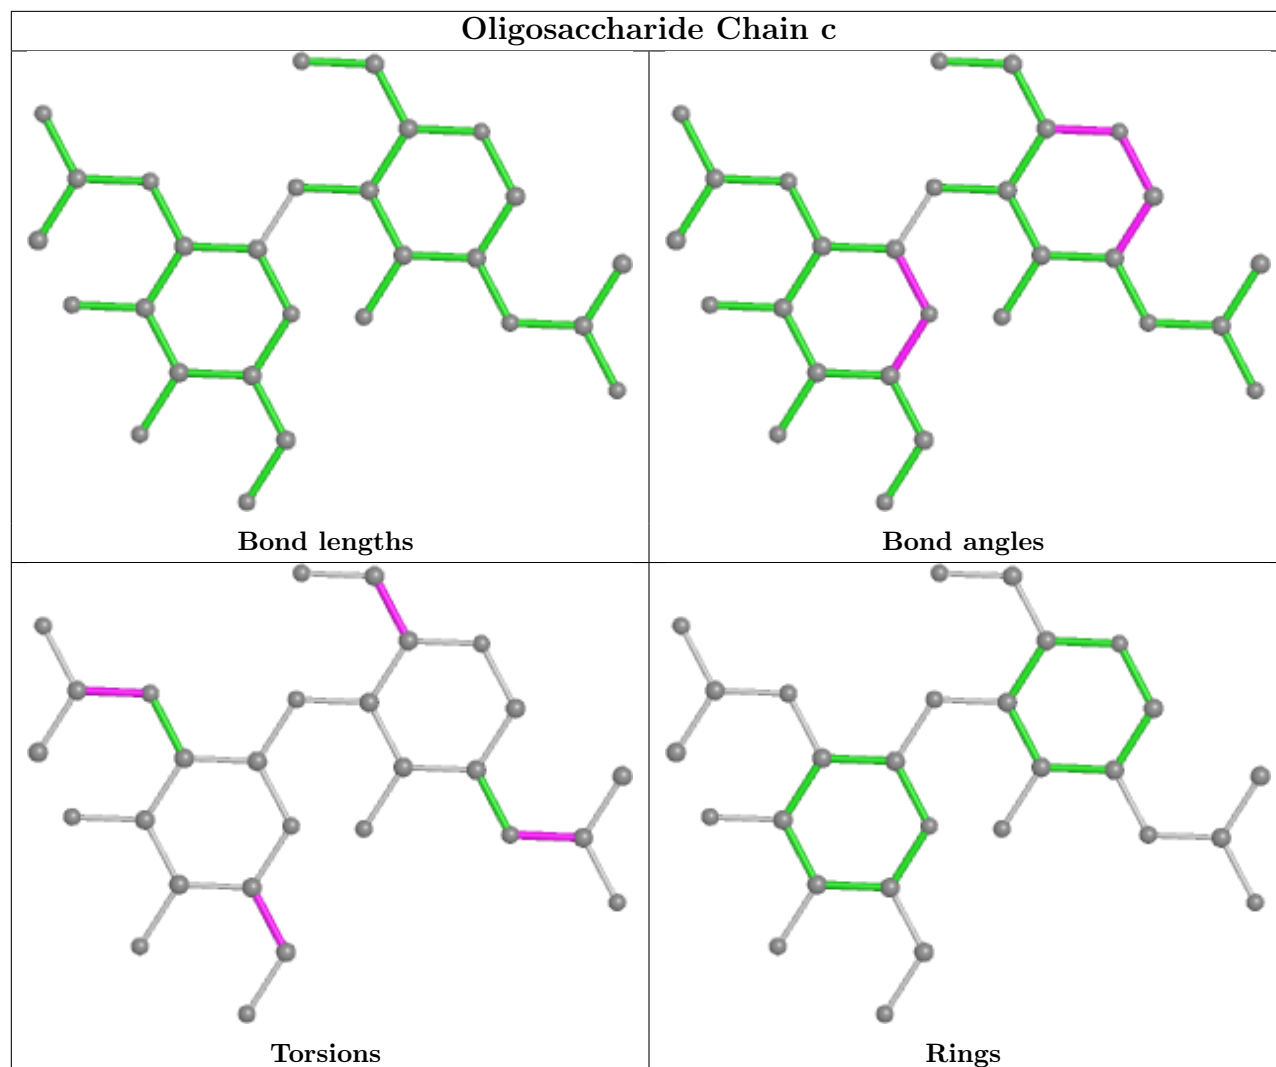 Oligosaccharide Chain c
Bond lengths
Bond angles
Torsions
Rings